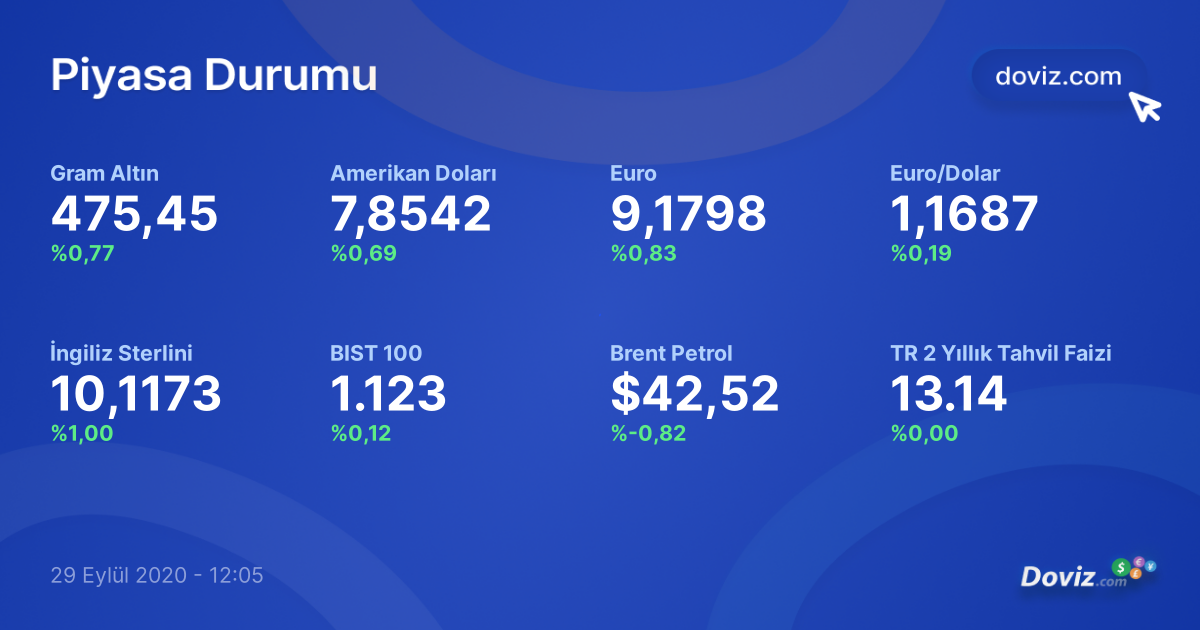 Piyasa Durumu
doviz.com
Gram Altın
475,45
%0,77
Amerikan Doları
7,8542
%0,69
Euro
9,1798
%0,83
Euro/Dolar
1,1687
%0,19
İngiliz Sterlini
10,1173
%1,00
BIST 100
1.123
%0,12
Brent Petrol
$42,52
%-0,82
TR 2 Yıllık Tahvil Faizi
13.14
%0,00
29 Eylül 2020 - 12:05
Doviz.com
$ € £ ¥